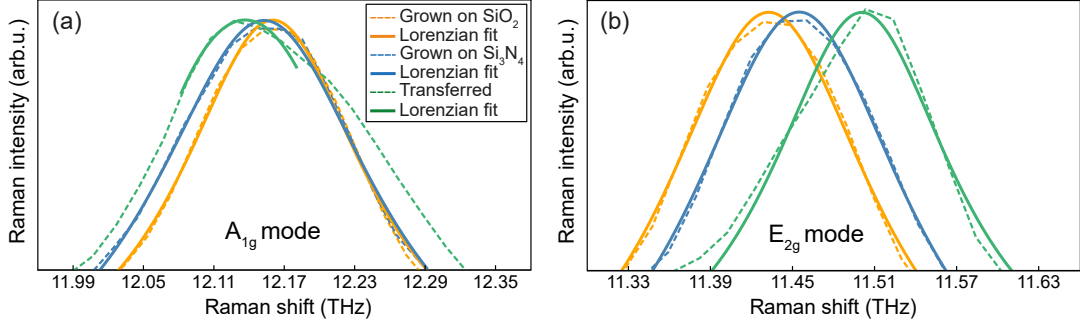 (a)
Grown on SiO2
Lorenzian fit
Grown on Si3N4
Lorenzian fit
Transferred
Lorenzian fit
A1g mode
Raman intensity (arb.u.)
11.99 12.05 12.11 12.17 12.23 12.29 12.35
Raman shift (THz)
(b)
E2g mode
Raman intensity (arb.u.)
11.33 11.39 11.45 11.51 11.57 11.63
Raman shift (THz)